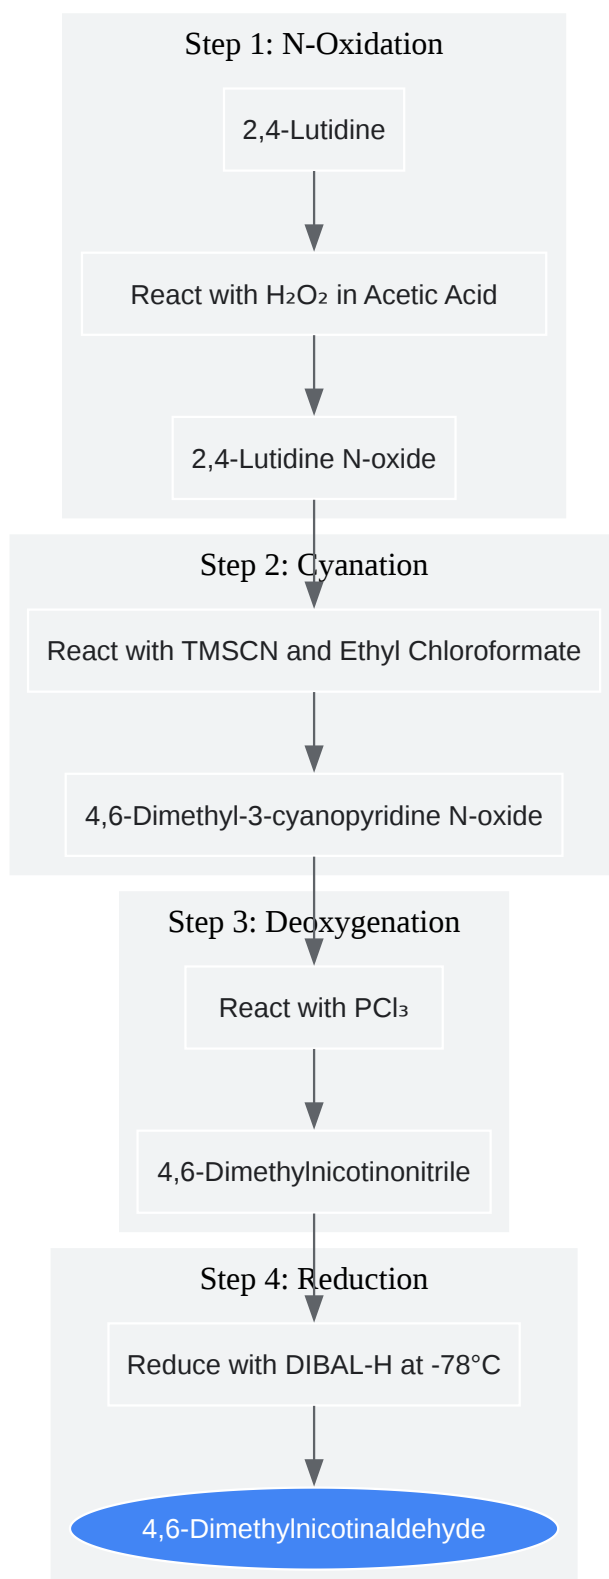 Step 1: N-Oxidation
2,4-Lutidine
React with H₂O₂ in Acetic Acid
2,4-Lutidine N-oxide
Step 2: Cyanation
React with TMSCN and Ethyl Chloroformate
4,6-Dimethyl-3-cyanopyridine N-oxide
Step 3: Deoxygenation
React with PCl₃
4,6-Dimethylnicotinonitrile
Step 4: Reduction
Reduce with DIBAL-H at -78°C
4,6-Dimethylnicotinaldehyde